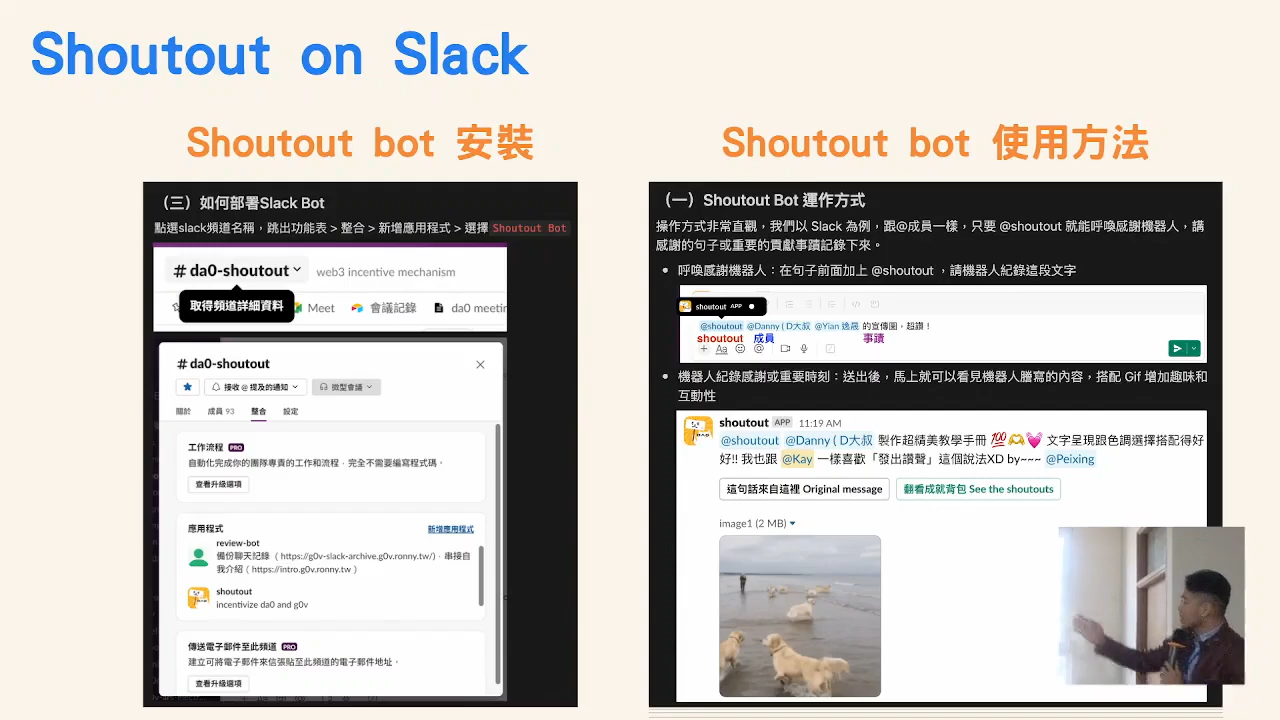 Shoutout on Slack
Shoutout bot 安裝
（三）如何部署Slack Bot
點選slack頻道名稱，跳出功能表 > 整合 > 新增應用程式 > 選擇 Shoutout Bot
# da0-shoutout
web3 incentive mechanism
取得頻道詳細資料
Meet
會議記錄
da0 meetin
# da0-shoutout
接收 @ 提及的通知
微型會議
關於 成員 93 整合 設定
工作流程 PRO
自動化完成你的團隊專責的工作和流程，完全不需要編寫程式碼。
查看升級選項
應用程式
新增應用程式
review-bot
備份聊天記錄（ https://g0v-slack-archive.g0v.ronny.tw/)，串接自
我介紹（https://intro.g0v.ronny.tw ）
shoutout
incentivize da0 and g0v
傳送電子郵件至此頻道 PRO
建立可將電子郵件來信張貼至此頻道的電子郵件地址。
查看升級選項
Shoutout bot 使用方法
（一）Shoutout Bot 運作方式
操作方式非常直觀，我們以 Slack 為例，跟@成員一樣，只要 @shoutout 就能呼喚感謝機器人，講
感謝的句子或重要的貢獻事蹟記錄下來。
呼喚感謝機器人：在句子前面加上 @shoutout ，請機器人紀錄這段文字
shoutout APP
@shoutout @Danny ( D大叔 @Yian 逸晟 的宣傳圖，超讚！
shoutout 成員 事蹟
Aa
機器人紀錄感謝或重要時刻：送出後，馬上就可以看見機器人謄寫的內容，搭配 Gif 增加趣味和
互動性
shoutout APP 11:19 AM
@shoutout @Danny ( D大叔 製作超精美教學手冊 💯🫶💓 文字呈現跟色調選擇搭配得好
好!! 我也跟 @Kay 一樣喜歡「發出讚聲」這個說法XD by~~~ @Peixing
這句話來自這裡 Original message
翻看成就背包 See the shoutouts
image1 (2 MB)